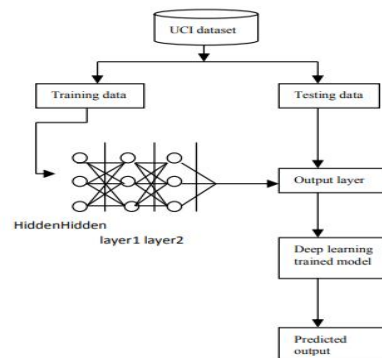 UCI dataset
Training data
Testing data
Output layer
HiddenHidden
layer1 layer2
Deep learning
trained model
Predicted
output